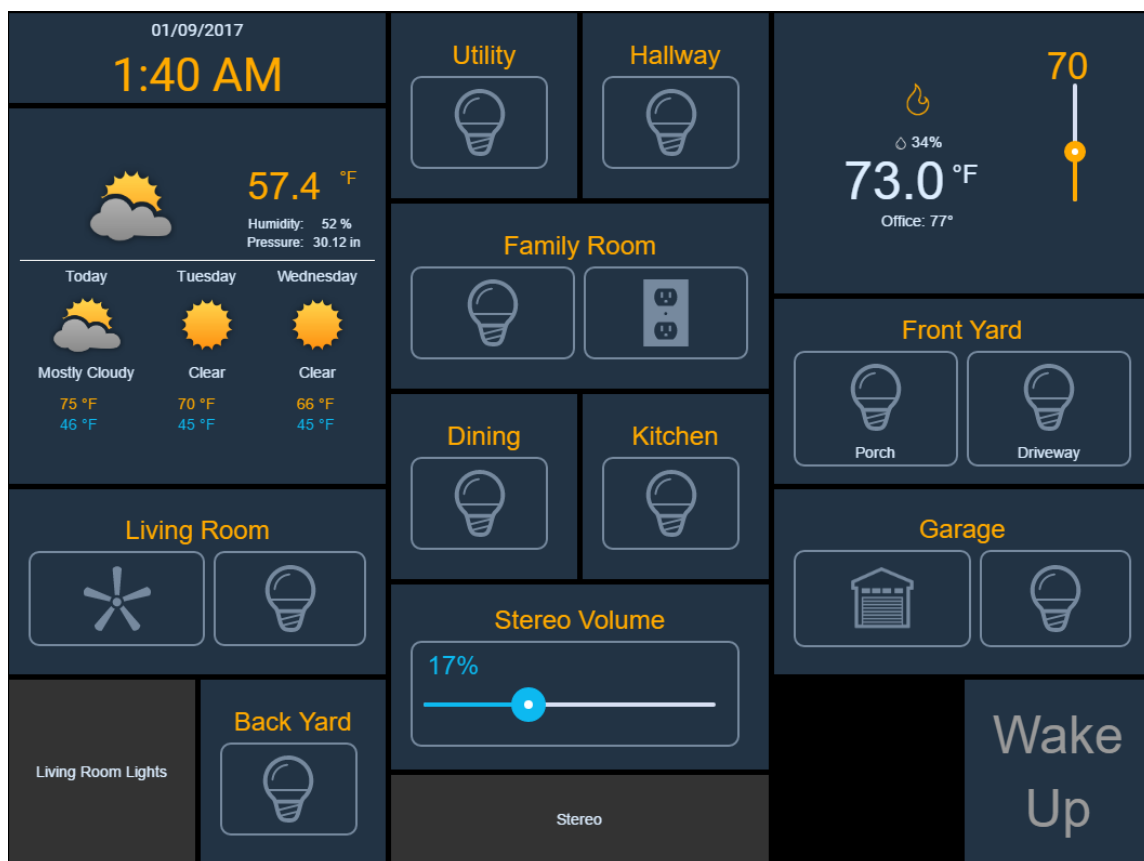 01/09/2017
1:40 AM
57.4 °F
Humidity: 52 %
Pressure: 30.12 in
Today Tuesday Wednesday
Mostly Cloudy Clear Clear
75 °F 70 °F 66 °F
46 °F 45 °F 45 °F
Living Room
Living Room Lights
Back Yard
Utility
Hallway
Family Room
Dining
Kitchen
Stereo Volume
17%
Stereo
70
34%
73.0 °F
Office: 77°
Front Yard
Porch Driveway
Garage
Wake
Up